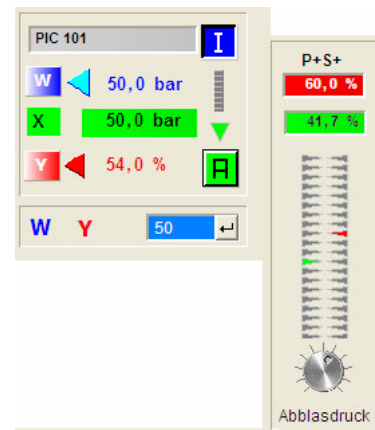 PIC 101 I
W 50,0 bar
X 50,0 bar
Y 54,0 % A
W Y 50
P+S+
60,0 %
41,7 %
Abblasdruck